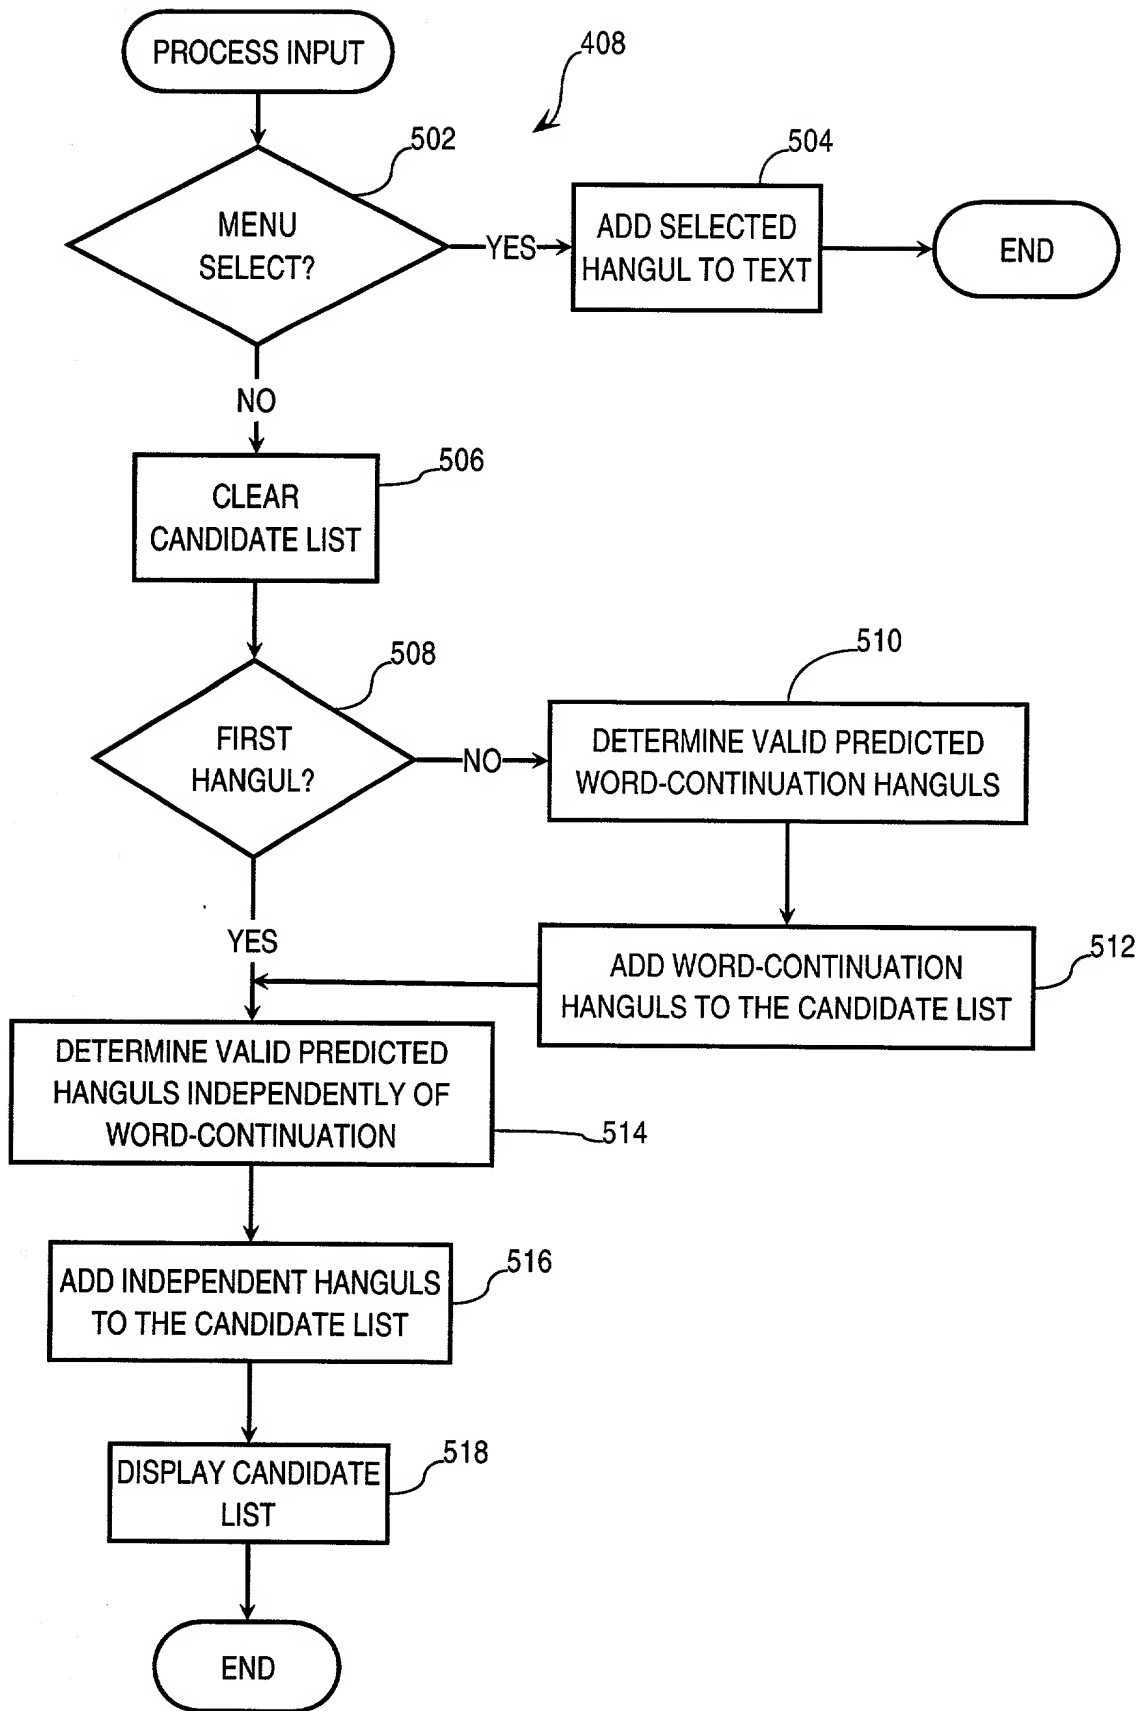 PROCESS INPUT
408
502
MENU
SELECT?
YES
504
ADD SELECTED
HANGUL TO TEXT
END
NO
506
CLEAR
CANDIDATE LIST
508
FIRST
HANGUL?
NO
510
DETERMINE VALID PREDICTED
WORD-CONTINUATION HANGULS
YES
512
ADD WORD-CONTINUATION
HANGULS TO THE CANDIDATE LIST
DETERMINE VALID PREDICTED
HANGULS INDEPENDENTLY OF
WORD-CONTINUATION
514
ADD INDEPENDENT HANGULS
TO THE CANDIDATE LIST
516
DISPLAY CANDIDATE
LIST
518
END